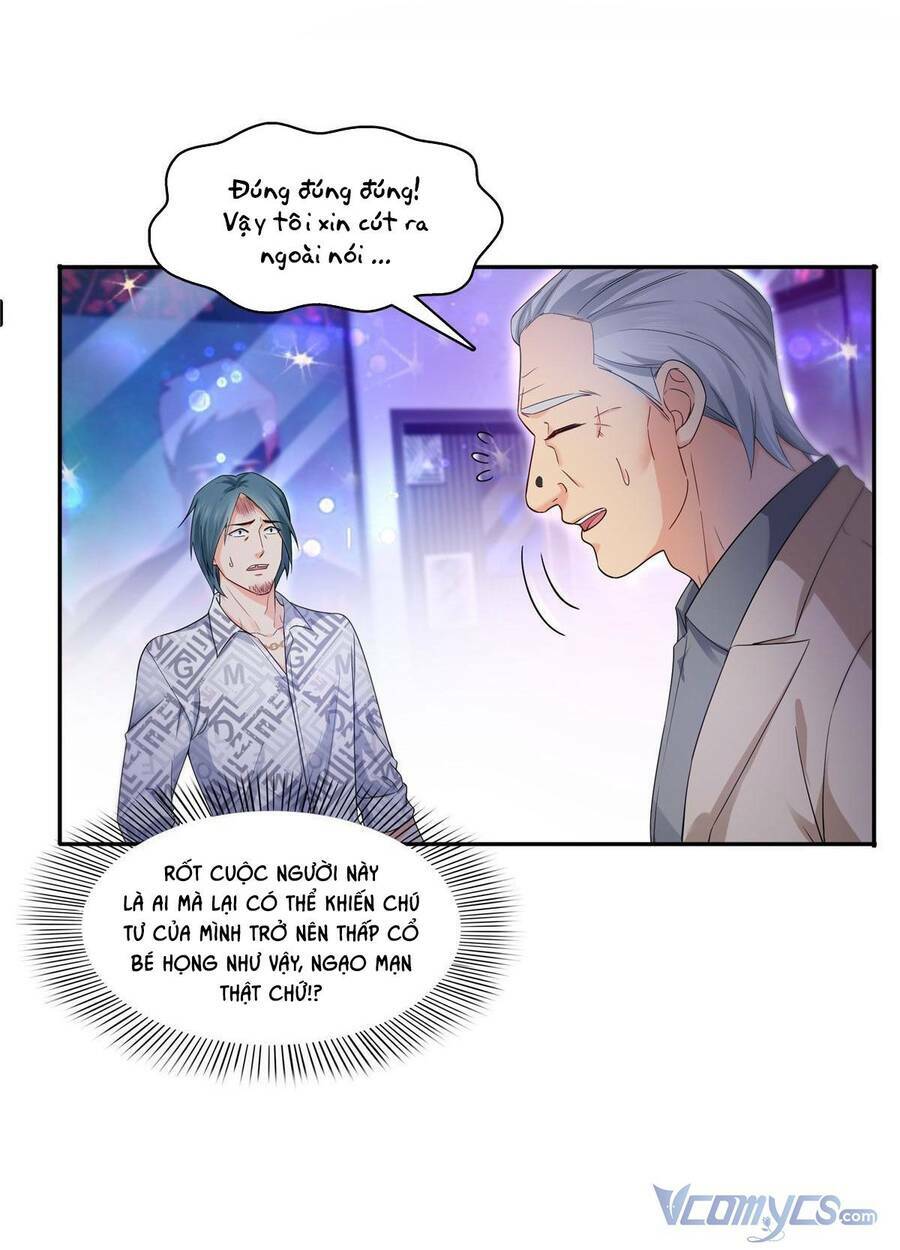 Đúng đúng đúng!
Vậy tôi xin cút ra
ngoài nói ...
RỐT CUỘC NGƯỜI NÀY
LÀ AI MÀ LẠI CÓ THỂ KHIẾN CHÚ
TƯ CỦA MÌNH TRỞ NÊN THẤP CỔ
BÉ HỌNG NHƯ VẬY, NGẠO MẠN
THẬT CHỨ!?
VCOMYCS.com